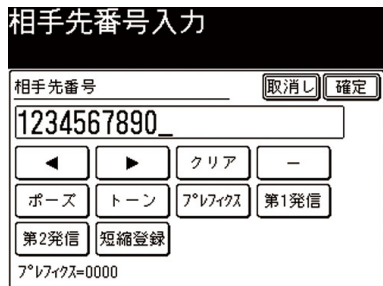 相手先番号入力
相手先番号 取消し 確定
1234567890_
◀ ▶ クリア −
ポーズ トーン プレフィクス 第1発信
第2発信 短縮登録
プレフィクス=0000